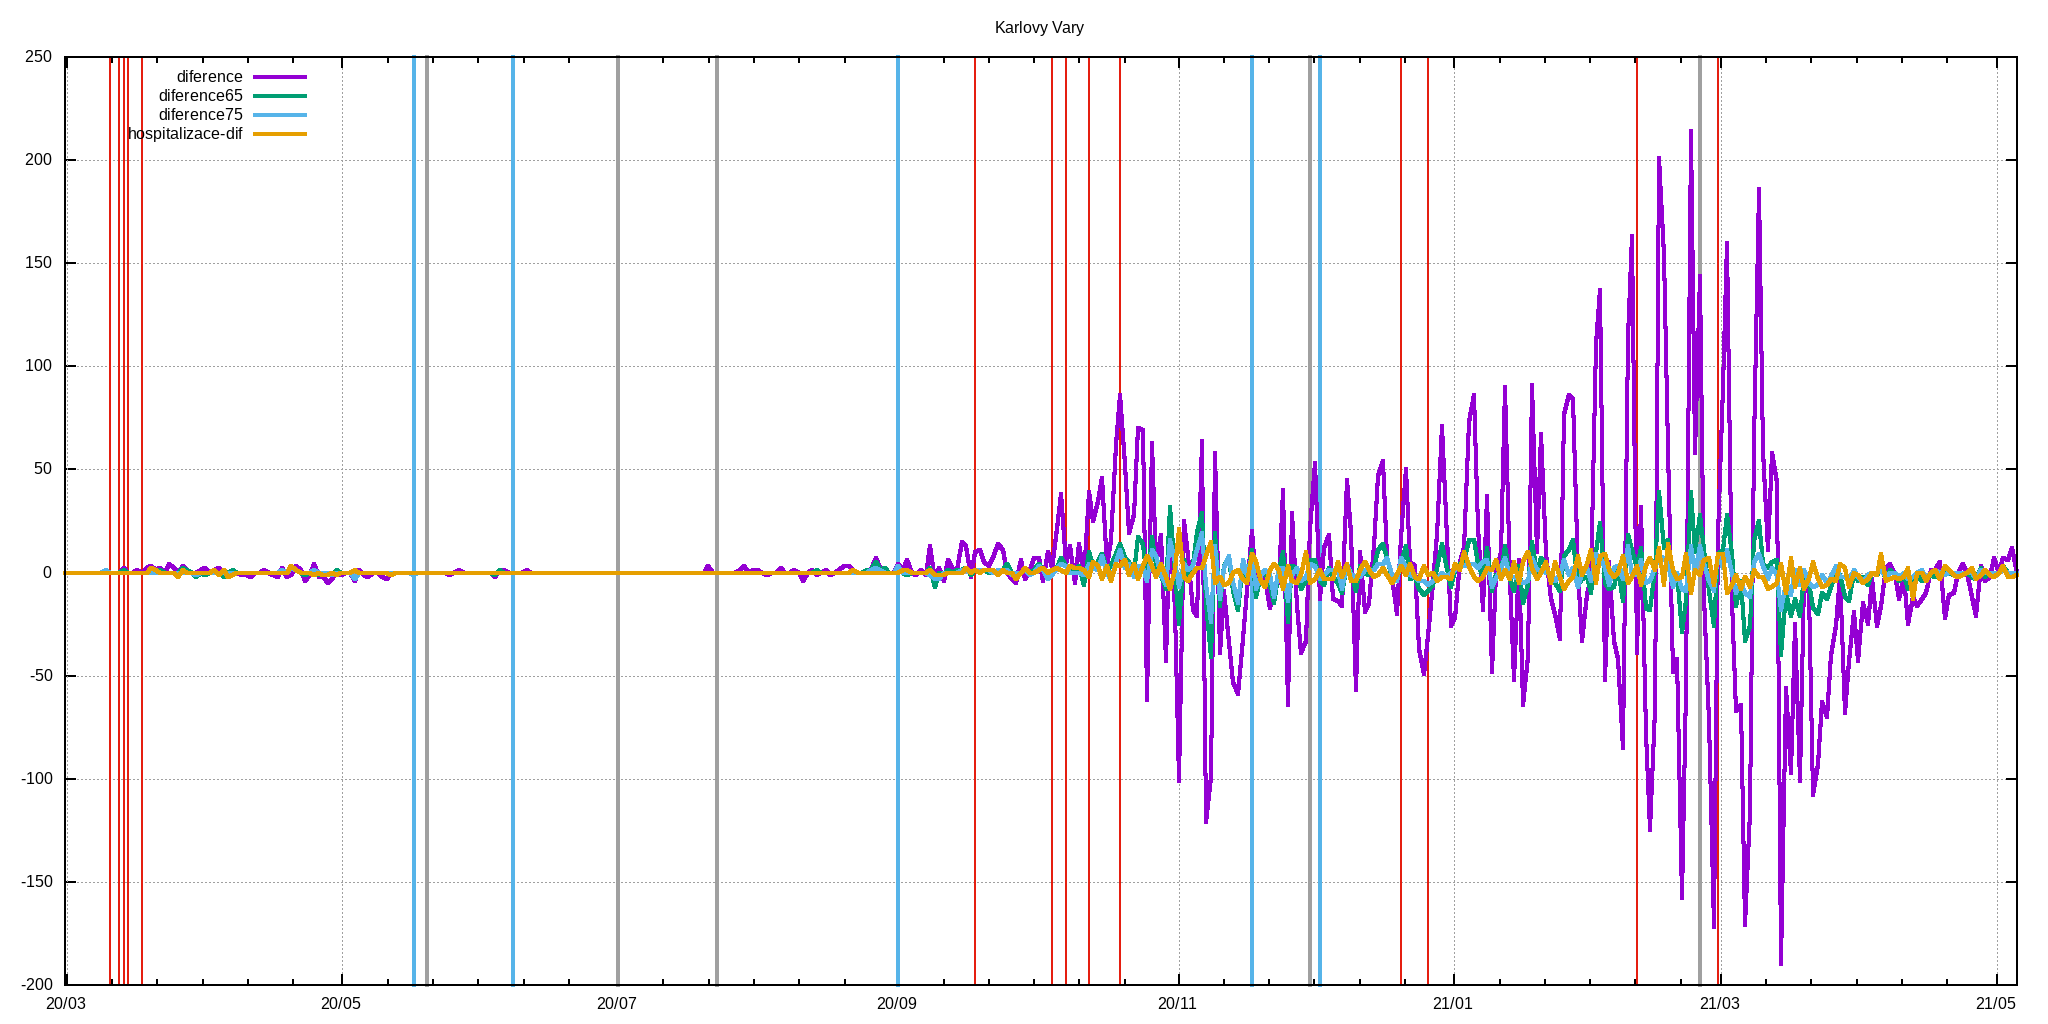 Karlovy Vary
250
200
150
100
50
0
-50
-100
-150
-200
diference
diference65
diference75
hospitalizace-dif
20/03 20/05 20/07 20/09 20/11 21/01 21/03 21/05